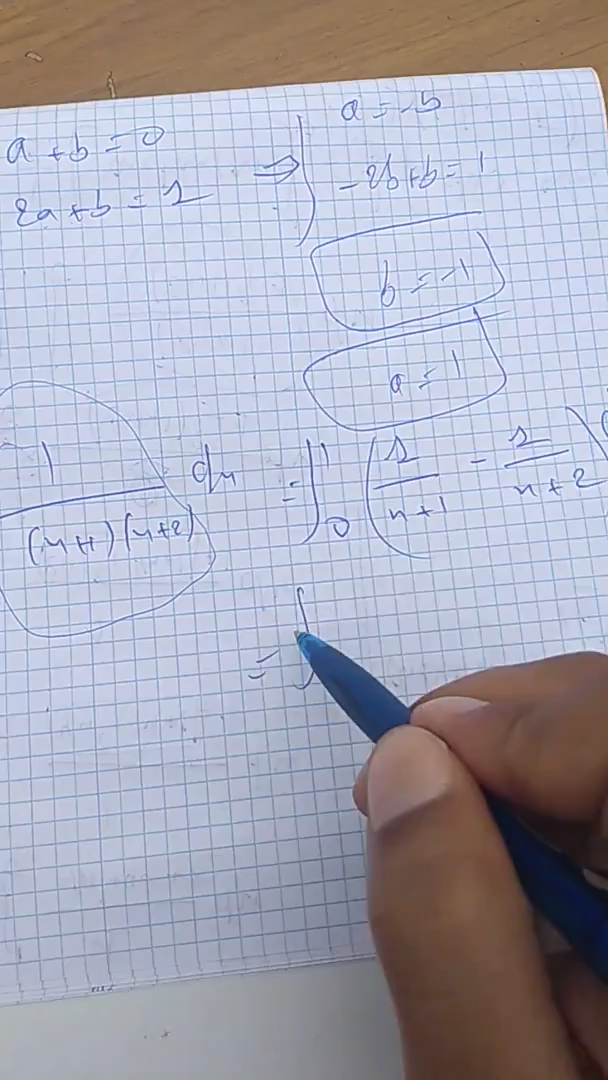 a + b = 0
2a + b = 1
⇒
a = -b
-2b + b = 1
b = -1
a = 1
1/((x+1)(x+2)) dx = ∫₀¹ (1/(x+1) - 1/(x+2))
= ∫